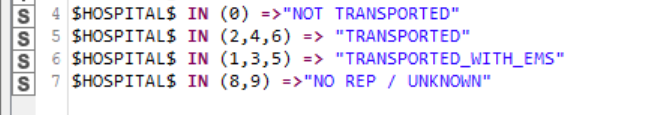 S 4 $HOSPITAL$ IN (0) =>"NOT TRANSPORTED"
S 5 $HOSPITAL$ IN (2,4,6) => "TRANSPORTED"
S 6 $HOSPITAL$ IN (1,3,5) => "TRANSPORTED_WITH_EMS"
S 7 $HOSPITAL$ IN (8,9) =>"NO REP / UNKNOWN"